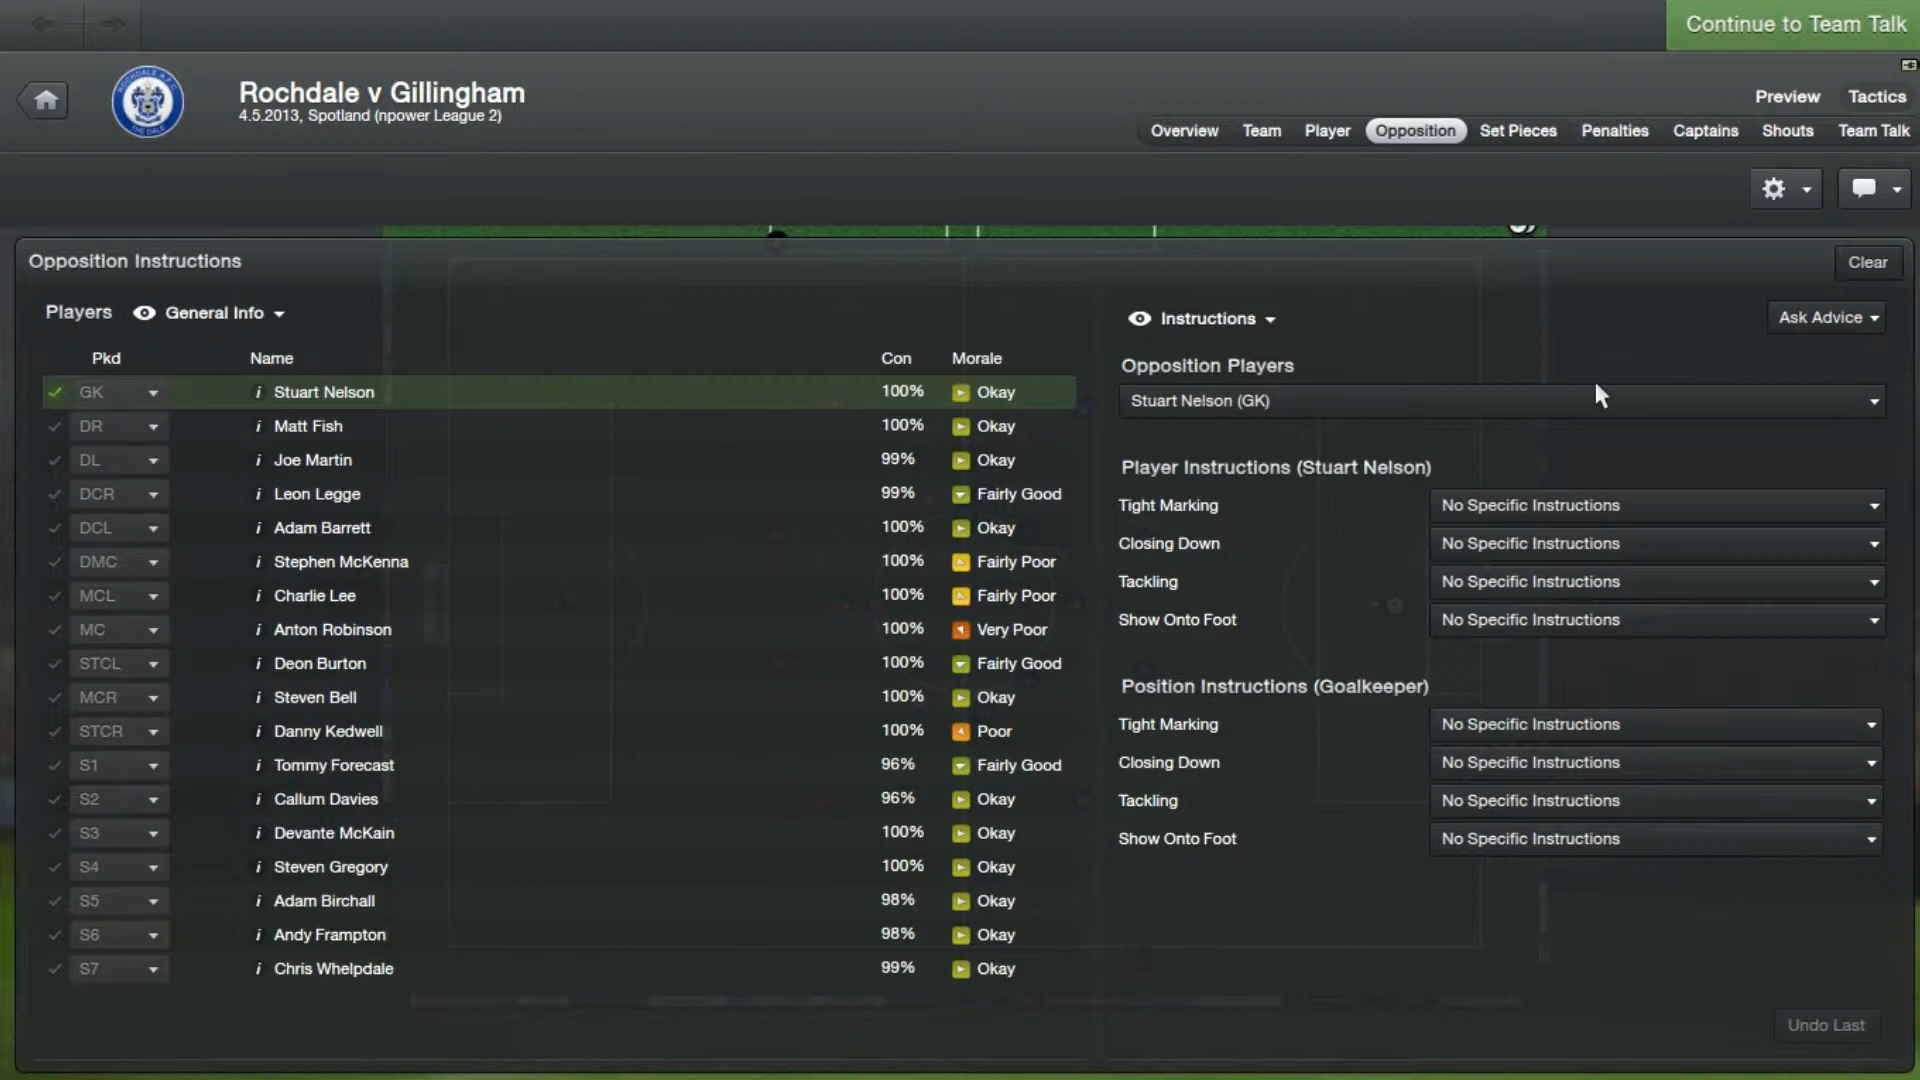 Continue to Team Talk
Rochdale v Gillingham
4.5.2013, Spotland (npower League 2)
Preview Tactics
Overview Team Player Opposition Set Pieces Penalties Captains Shouts Team Talk
Opposition Instructions
Clear
Players General Info
Instructions
Ask Advice
Pkd Name Con Morale
GK i Stuart Nelson 100% Okay
DR i Matt Fish 100% Okay
DL i Joe Martin 99% Okay
DCR i Leon Legge 99% Fairly Good
DCL i Adam Barrett 100% Okay
DMC i Stephen McKenna 100% Fairly Poor
MCL i Charlie Lee 100% Fairly Poor
MC i Anton Robinson 100% Very Poor
STCL i Deon Burton 100% Fairly Good
MCR i Steven Bell 100% Okay
STCR i Danny Kedwell 100% Poor
S1 i Tommy Forecast 96% Fairly Good
S2 i Callum Davies 96% Okay
S3 i Devante McKain 100% Okay
S4 i Steven Gregory 100% Okay
S5 i Adam Birchall 98% Okay
S6 i Andy Frampton 98% Okay
S7 i Chris Whelpdale 99% Okay
Opposition Players
Stuart Nelson (GK)
Player Instructions (Stuart Nelson)
Tight Marking No Specific Instructions
Closing Down No Specific Instructions
Tackling No Specific Instructions
Show Onto Foot No Specific Instructions
Position Instructions (Goalkeeper)
Tight Marking No Specific Instructions
Closing Down No Specific Instructions
Tackling No Specific Instructions
Show Onto Foot No Specific Instructions
Undo Last